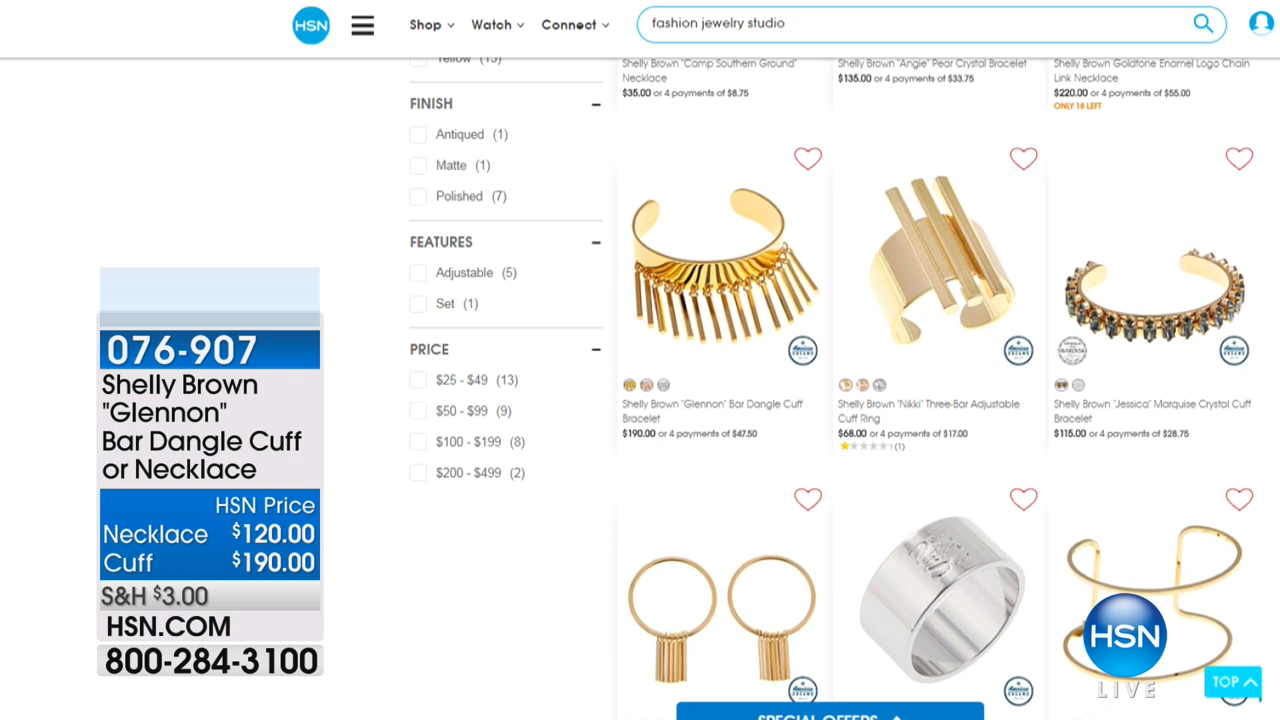 HSN
Shop
Watch
Connect
fashion jewelry studio
Yellow (13)
FINISH
Antiqued (1)
Matte (1)
Polished (7)
FEATURES
Adjustable (5)
Set (1)
PRICE
$25 - $49 (13)
$50 - $99 (9)
$100 - $199 (8)
$200 - $499 (2)
Shelly Brown "Camp Southern Ground"
Necklace
$35.00 or 4 payments of $8.75
Shelly Brown "Angie" Pear Crystal Bracelet
$135.00 or 4 payments of $33.75
Shelly Brown Goldtone Enamel Logo Chain
Link Necklace
$220.00 or 4 payments of $55.00
ONLY 18 LEFT
Shelly Brown "Glennon" Bar Dangle Cuff
Bracelet
$190.00 or 4 payments of $47.50
Shelly Brown "Nikki" Three-Bar Adjustable
Cuff Ring
$68.00 or 4 payments of $17.00
(1)
Shelly Brown "Jessica" Marquise Crystal Cuff
Bracelet
$115.00 or 4 payments of $28.75
076-907
Shelly Brown
"Glennon"
Bar Dangle Cuff
or Necklace
HSN Price
Necklace $120.00
Cuff $190.00
S&H $3.00
HSN.COM
800-284-3100
HSN
LIVE
TOP
SPECIAL OFFERS